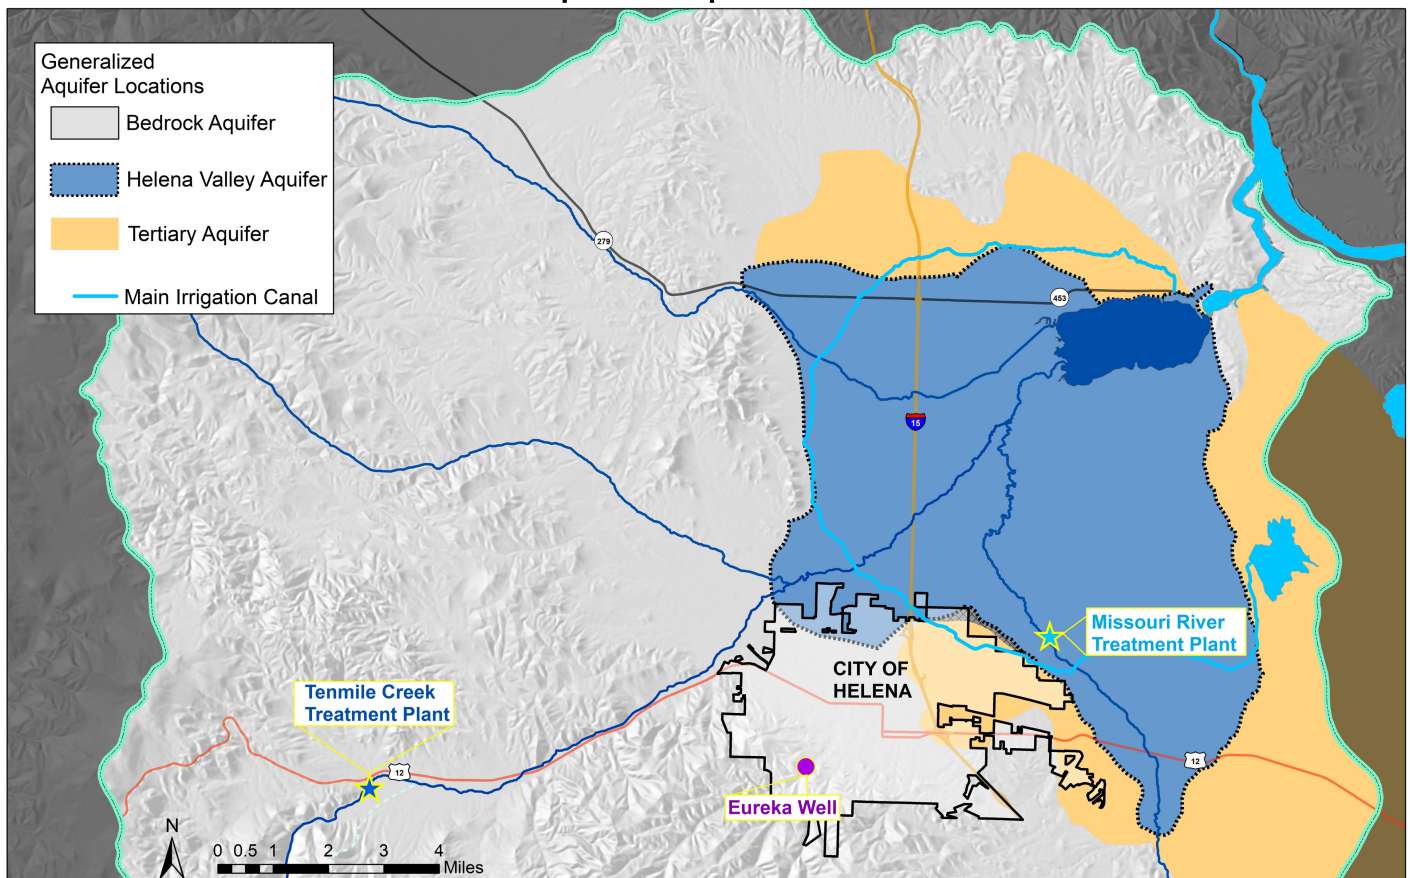 Generalized
Aquifer Locations
Bedrock Aquifer
Helena Valley Aquifer
Tertiary Aquifer
Main Irrigation Canal
279
453
15
Missouri River
Treatment Plant
CITY OF
HELENA
Tenmile Creek
Treatment Plant
12
12
Eureka Well
N
0 0.5 1 2 3 4
Miles